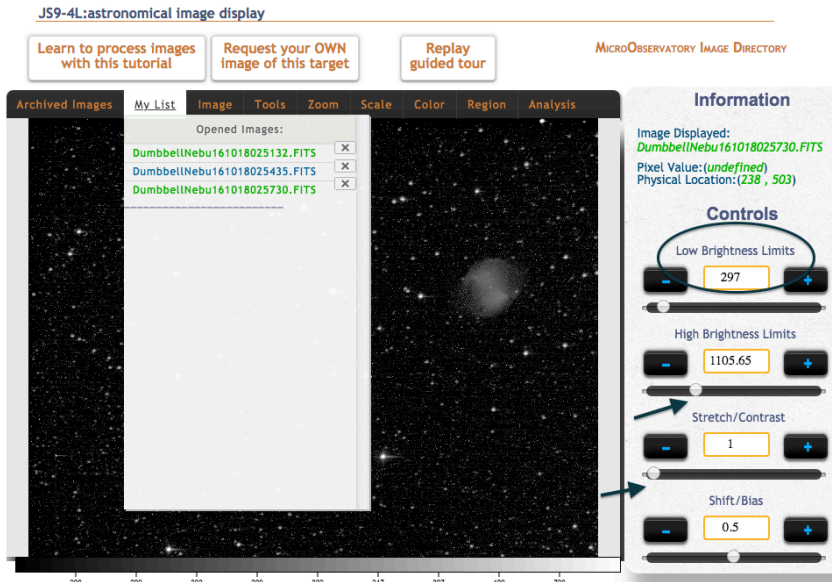 JS9-4L:astronomical image display
Learn to process images
with this tutorial
Request your OWN
image of this target
Replay
guided tour
MicroObservatory Image Directory
Archived Images My List Image Tools Zoom Scale Color Region Analysis
Opened Images:
DumbbellNebu161018025132.FITS
DumbbellNebu161018025435.FITS
DumbbellNebu161018025730.FITS
Information
Image Displayed:
DumbbellNebu161018025730.FITS
Pixel Value:(undefined)
Physical Location:(238 , 503)
Controls
Low Brightness Limits
- 297 +
High Brightness Limits
- 1105.65 +
Stretch/Contrast
- 1 +
Shift/Bias
- 0.5 +